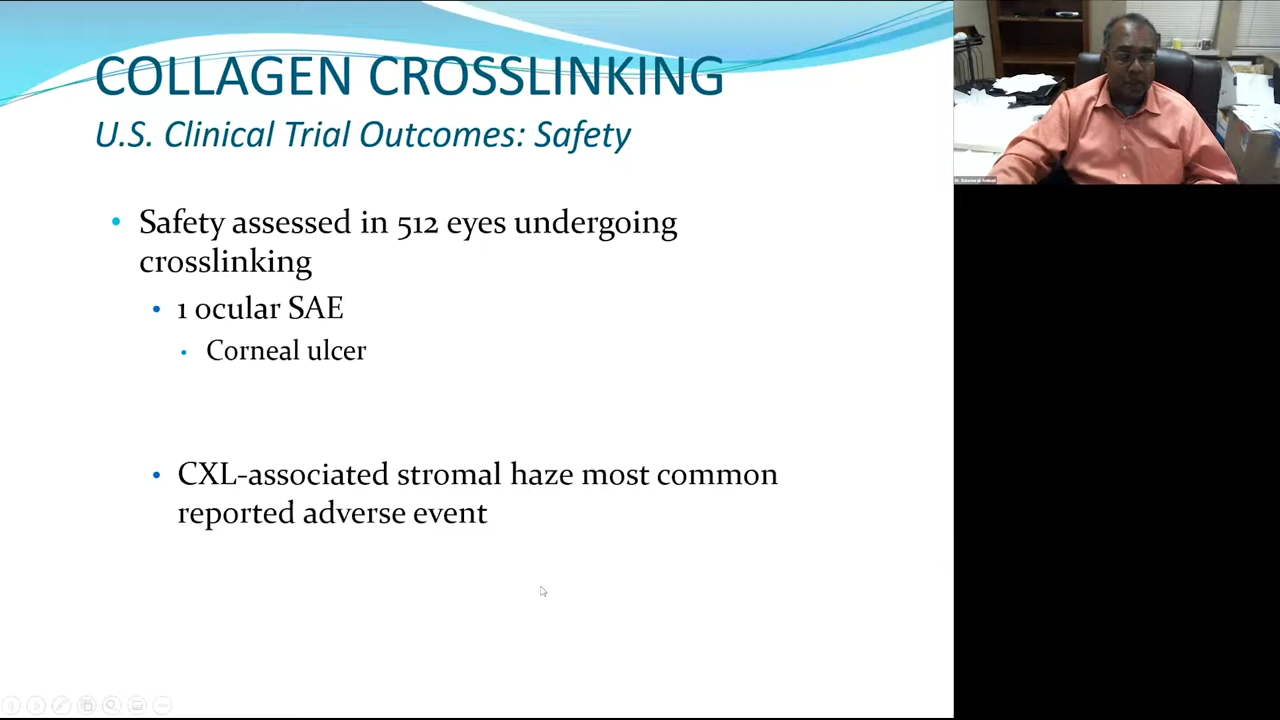 COLLAGEN CROSSLINKING
U.S. Clinical Trial Outcomes: Safety
• Safety assessed in 512 eyes undergoing
crosslinking
• 1 ocular SAE
• Corneal ulcer
• CXL-associated stromal haze most common
reported adverse event